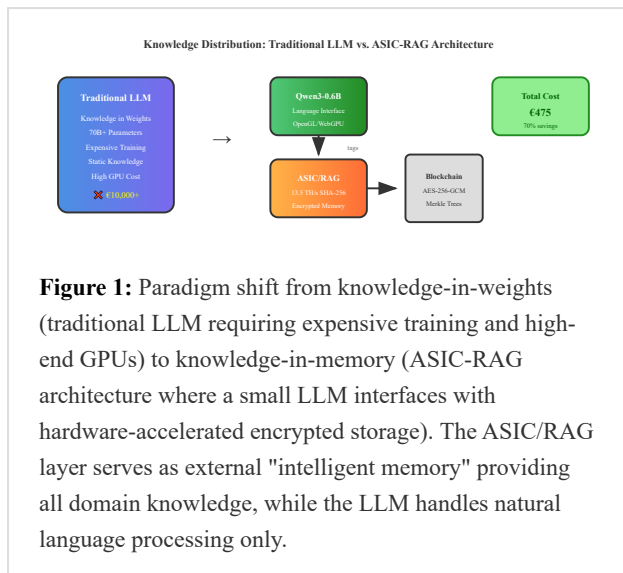 Knowledge Distribution: Traditional LLM vs. ASIC-RAG Architecture
Traditional LLM
Knowledge in Weights
70B+ Parameters
Expensive Training
Static Knowledge
High GPU Cost
❌ €10,000+
→
Qwen3-0.6B
Language Interface
OpenGL/WebGPU
tags
ASIC/RAG
13.5 TH/s SHA-256
Encrypted Memory
Blockchain
AES-256-GCM
Merkle Trees
Total Cost
€475
70% savings
Figure 1: Paradigm shift from knowledge-in-weights
(traditional LLM requiring expensive training and high-
end GPUs) to knowledge-in-memory (ASIC-RAG
architecture where a small LLM interfaces with
hardware-accelerated encrypted storage). The ASIC/RAG
layer serves as external "intelligent memory" providing
all domain knowledge, while the LLM handles natural
language processing only.